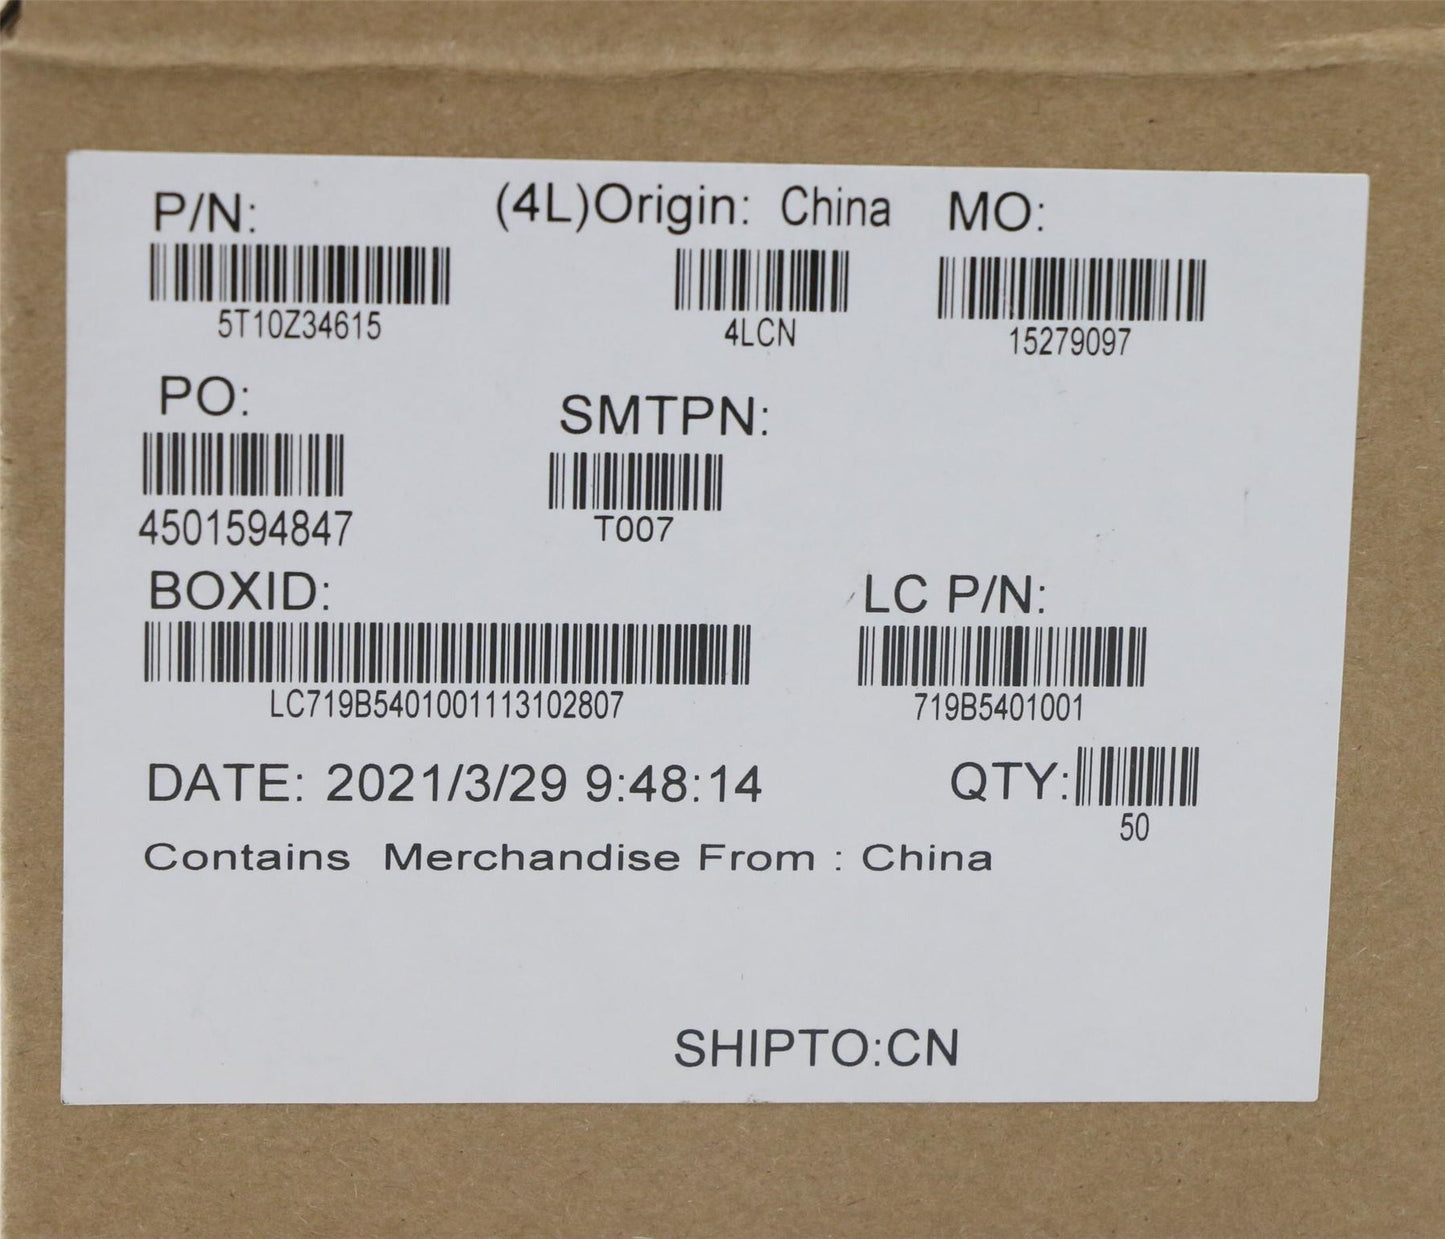 P/N: (4L)Origin: China MO:
5T10Z34615 4LCN 15279097
PO: SMTPN:
4501594847 T007
BOXID: LC P/N:
LC719B5401001113102807 719B5401001
DATE: 2021/3/29 9:48:14 QTY:
50
Contains Merchandise From : China
SHIPTO:CN